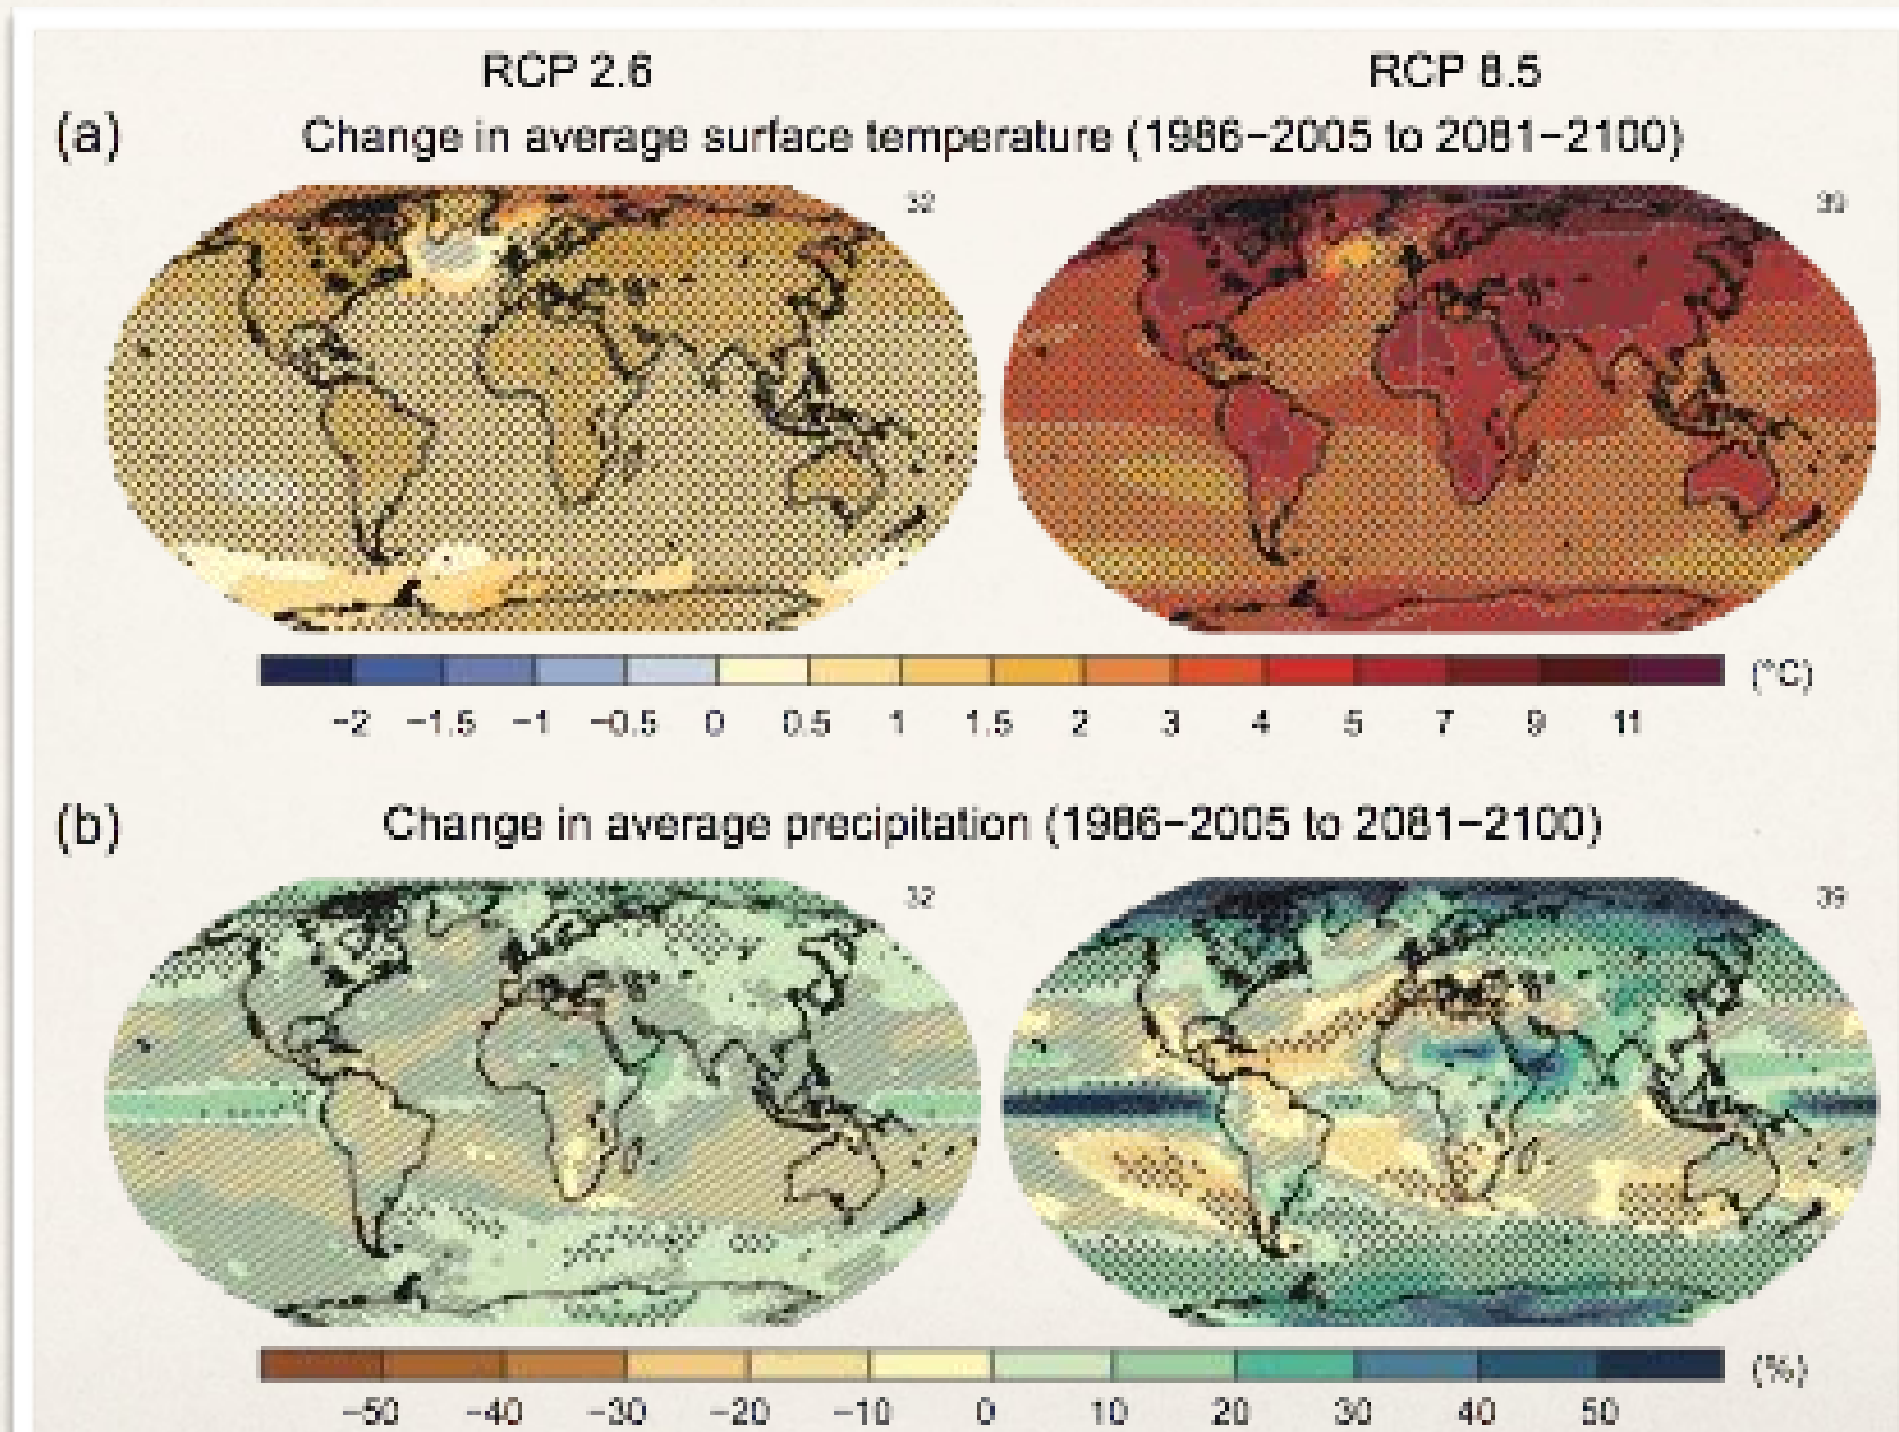 RCP 2.6 RCP 8.5
(a) Change in average surface temperature (1986−2005 to 2081−2100)
32 39
−2 −1.5 −1 −0.5 0 0.5 1 1.5 2 3 4 5 7 9 11 (°C)
(b) Change in average precipitation (1986−2005 to 2081−2100)
32 39
−50 −40 −30 −20 −10 0 10 20 30 40 50 (%)